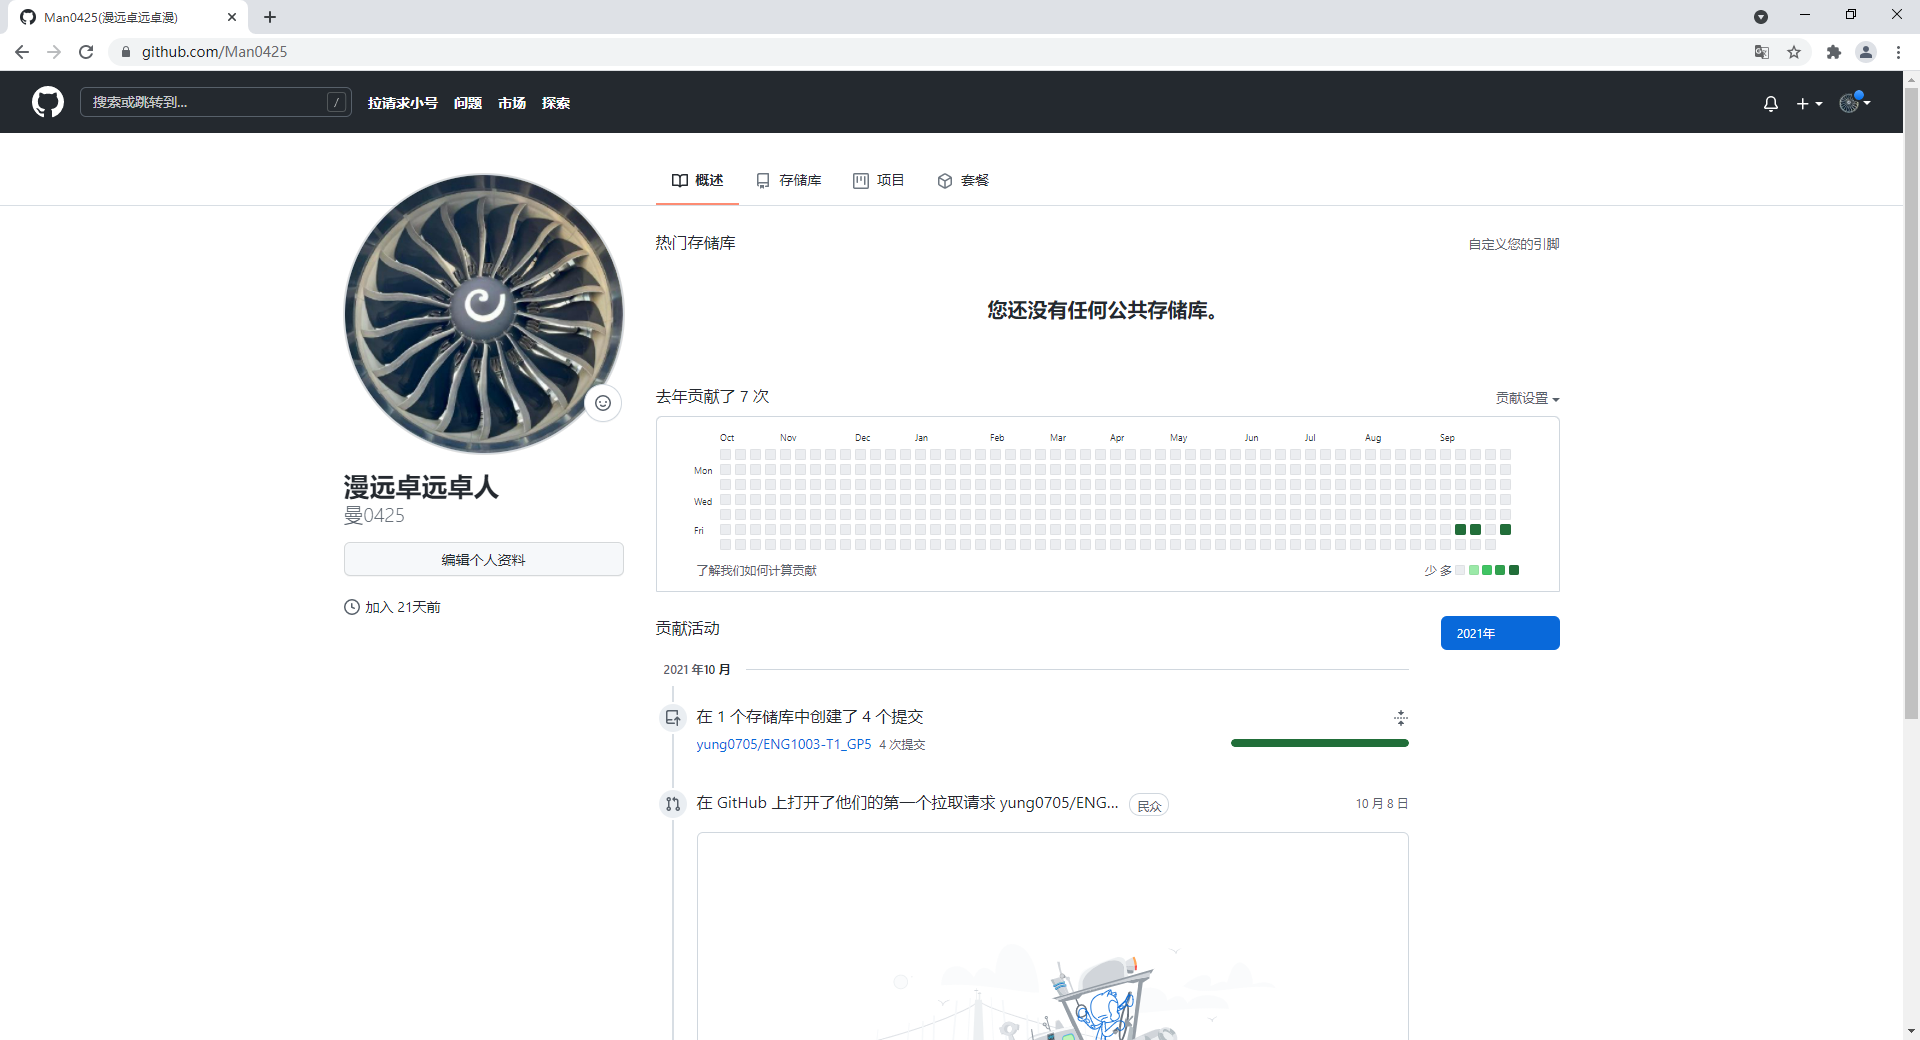 Man0425(漫远卓远卓漫)
github.com/Man0425
搜索或跳转到... /
拉请求小号 问题 市场 探索
概述 存储库 项目 套餐
热门存储库 自定义您的引脚
您还没有任何公共存储库。
去年贡献了 7 次 贡献设置
Oct Nov Dec Jan Feb Mar Apr May Jun Jul Aug Sep
Mon
Wed
Fri
了解我们如何计算贡献 少 多
漫远卓远卓人
曼0425
编辑个人资料
加入 21天前
贡献活动 2021年
2021 年10 月
在 1 个存储库中创建了 4 个提交
yung0705/ENG1003-T1_GP5 4 次提交
在 GitHub 上打开了他们的第一个拉取请求 yung0705/ENG... 民众 10 月 8 日